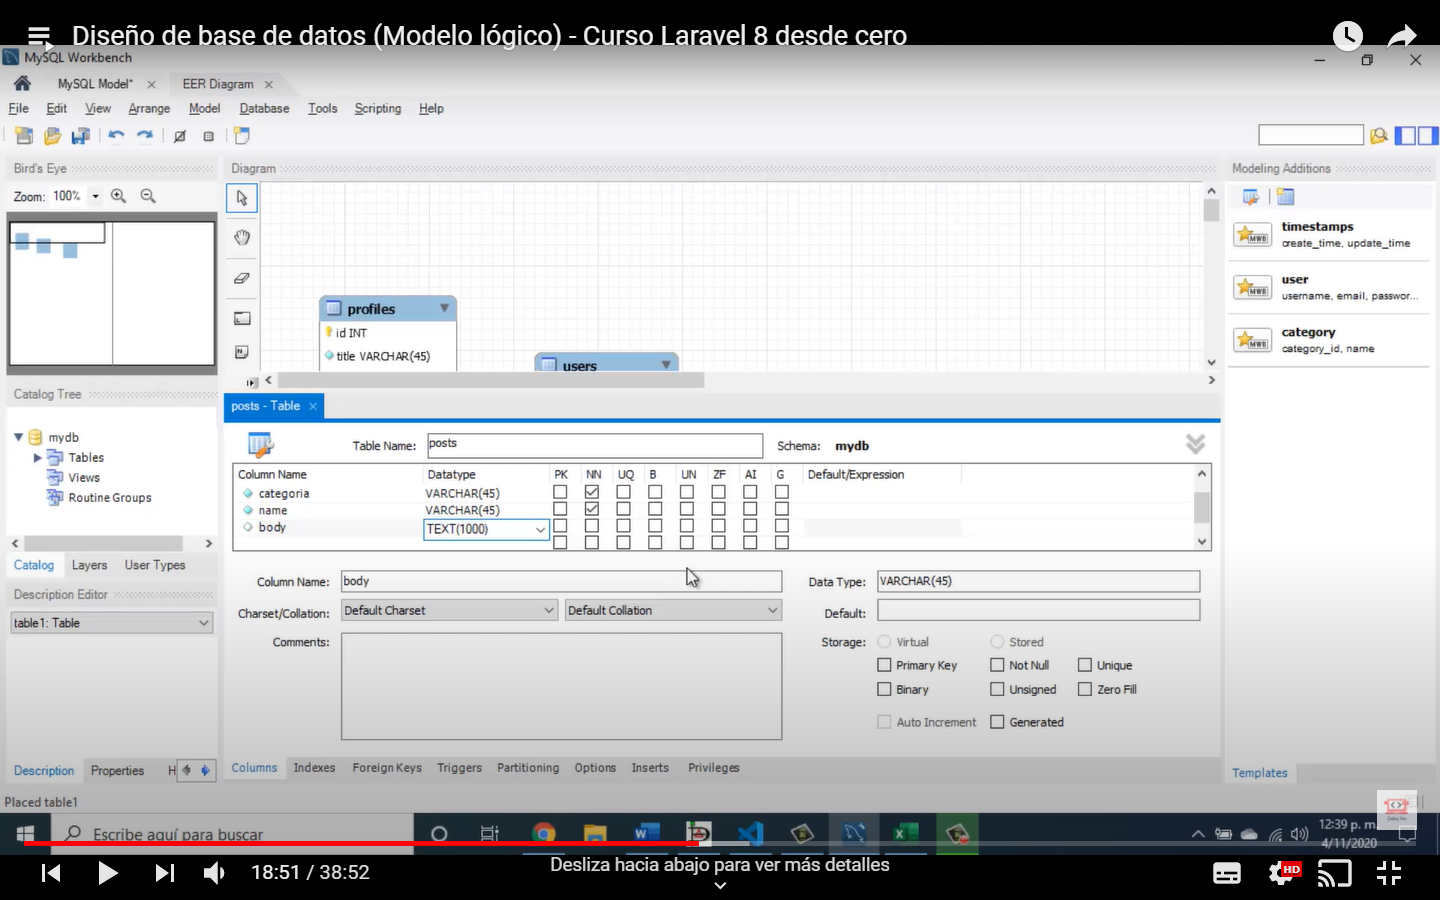 Diseño de base de datos (Modelo lógico) - Curso Laravel 8 desde cero
MySQL Workbench
MySQL Model*
EER Diagram
File Edit View Arrange Model Database Tools Scripting Help
Bird's Eye
Zoom: 100%
Diagram
profiles
id INT
title VARCHAR(45)
users
Modeling Additions
timestamps
create_time, update_time
user
username, email, passwor...
category
category_id, name
Catalog Tree
mydb
Tables
Views
Routine Groups
Catalog Layers User Types
Description Editor
table1: Table
posts - Table
Table Name: posts Schema: mydb
Column Name Datatype PK NN UQ B UN ZF AI G Default/Expression
categoria VARCHAR(45)
name VARCHAR(45)
body TEXT(1000)
Column Name: body Data Type: VARCHAR(45)
Charset/Collation: Default Charset Default Collation Default:
Comments: Storage: Virtual Stored
Primary Key Not Null Unique
Binary Unsigned Zero Fill
Auto Increment Generated
Description Properties H
Columns Indexes Foreign Keys Triggers Partitioning Options Inserts Privileges
Templates
Placed table1
Escribe aquí para buscar
12:39 p. m.
4/11/2020
18:51 / 38:52
Desliza hacia abajo para ver más detalles
HD